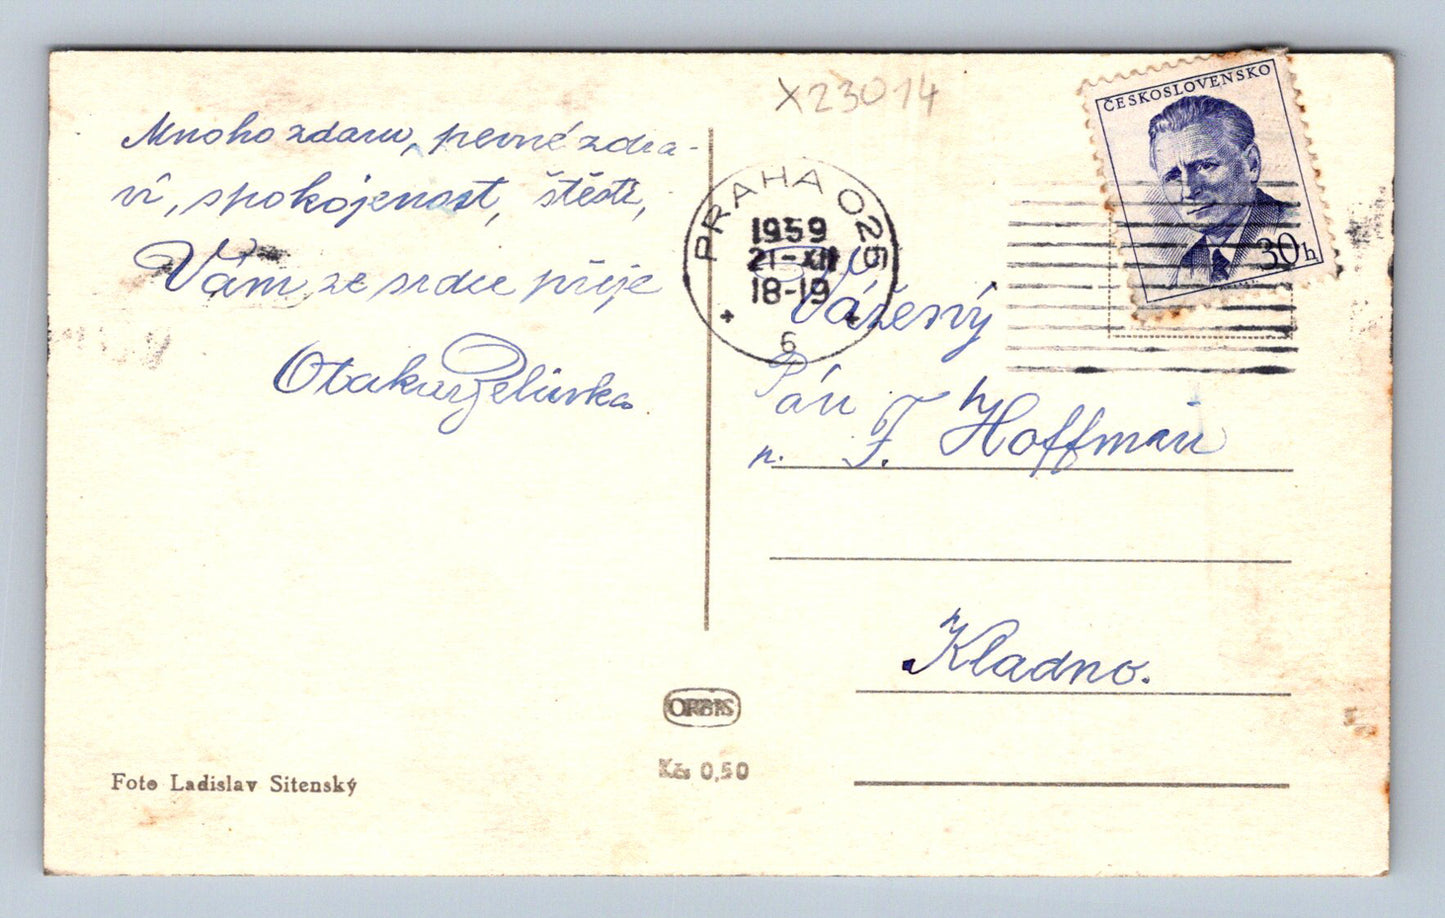 X23014
ČESKOSLOVENSKO
30h
PRAHA 025
1959
21-XII
18-19
6
Mnoho zdaru, pevné zdra-
ví, spokojenost, štěstí,
Vám ze srdce přeje
Otakar
Vážený
Pán
p. F. Hoffman
Kladno.
ORBIS
Kčs 0,50
Foto Ladislav Sitenský